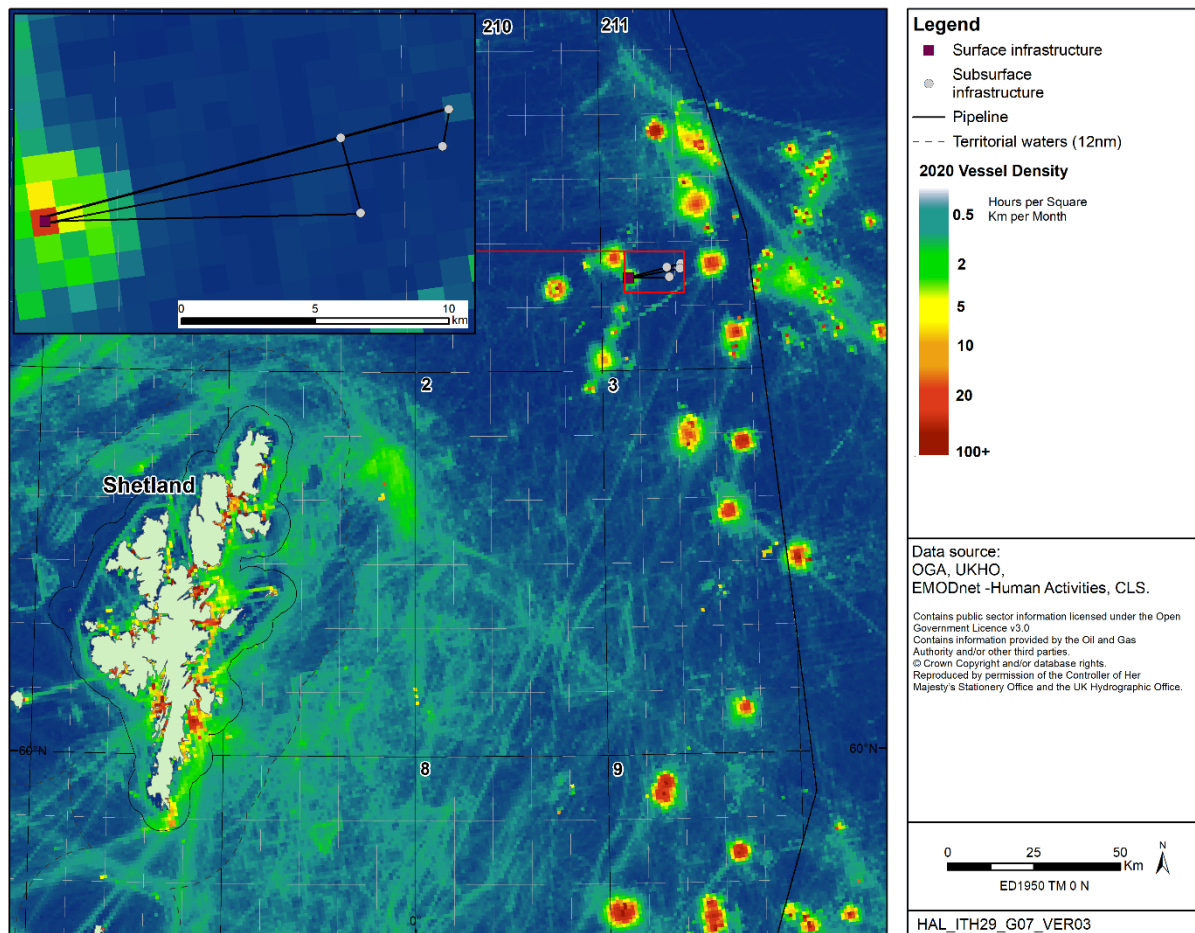 210
211
0
5
10
km
2
3
Shetland
60°N
60°N
8
9
0°
Legend
Surface infrastructure
Subsurface
infrastructure
Pipeline
Territorial waters (12nm)
2020 Vessel Density
Hours per Square
Km per Month
0.5
2
5
10
20
100+
Data source:
OGA, UKHO,
EMODnet -Human Activities, CLS.
Contains public sector information licensed under the Open
Government Licence v3.0
Contains information provided by the Oil and Gas
Authority and/or other third parties.
© Crown Copyright and/or database rights.
Reproduced by permission of the Controller of Her
Majesty's Stationery Office and the UK Hydrographic Office.
0 25 50
Km
N
ED1950 TM 0 N
HAL_ITH29_G07_VER03